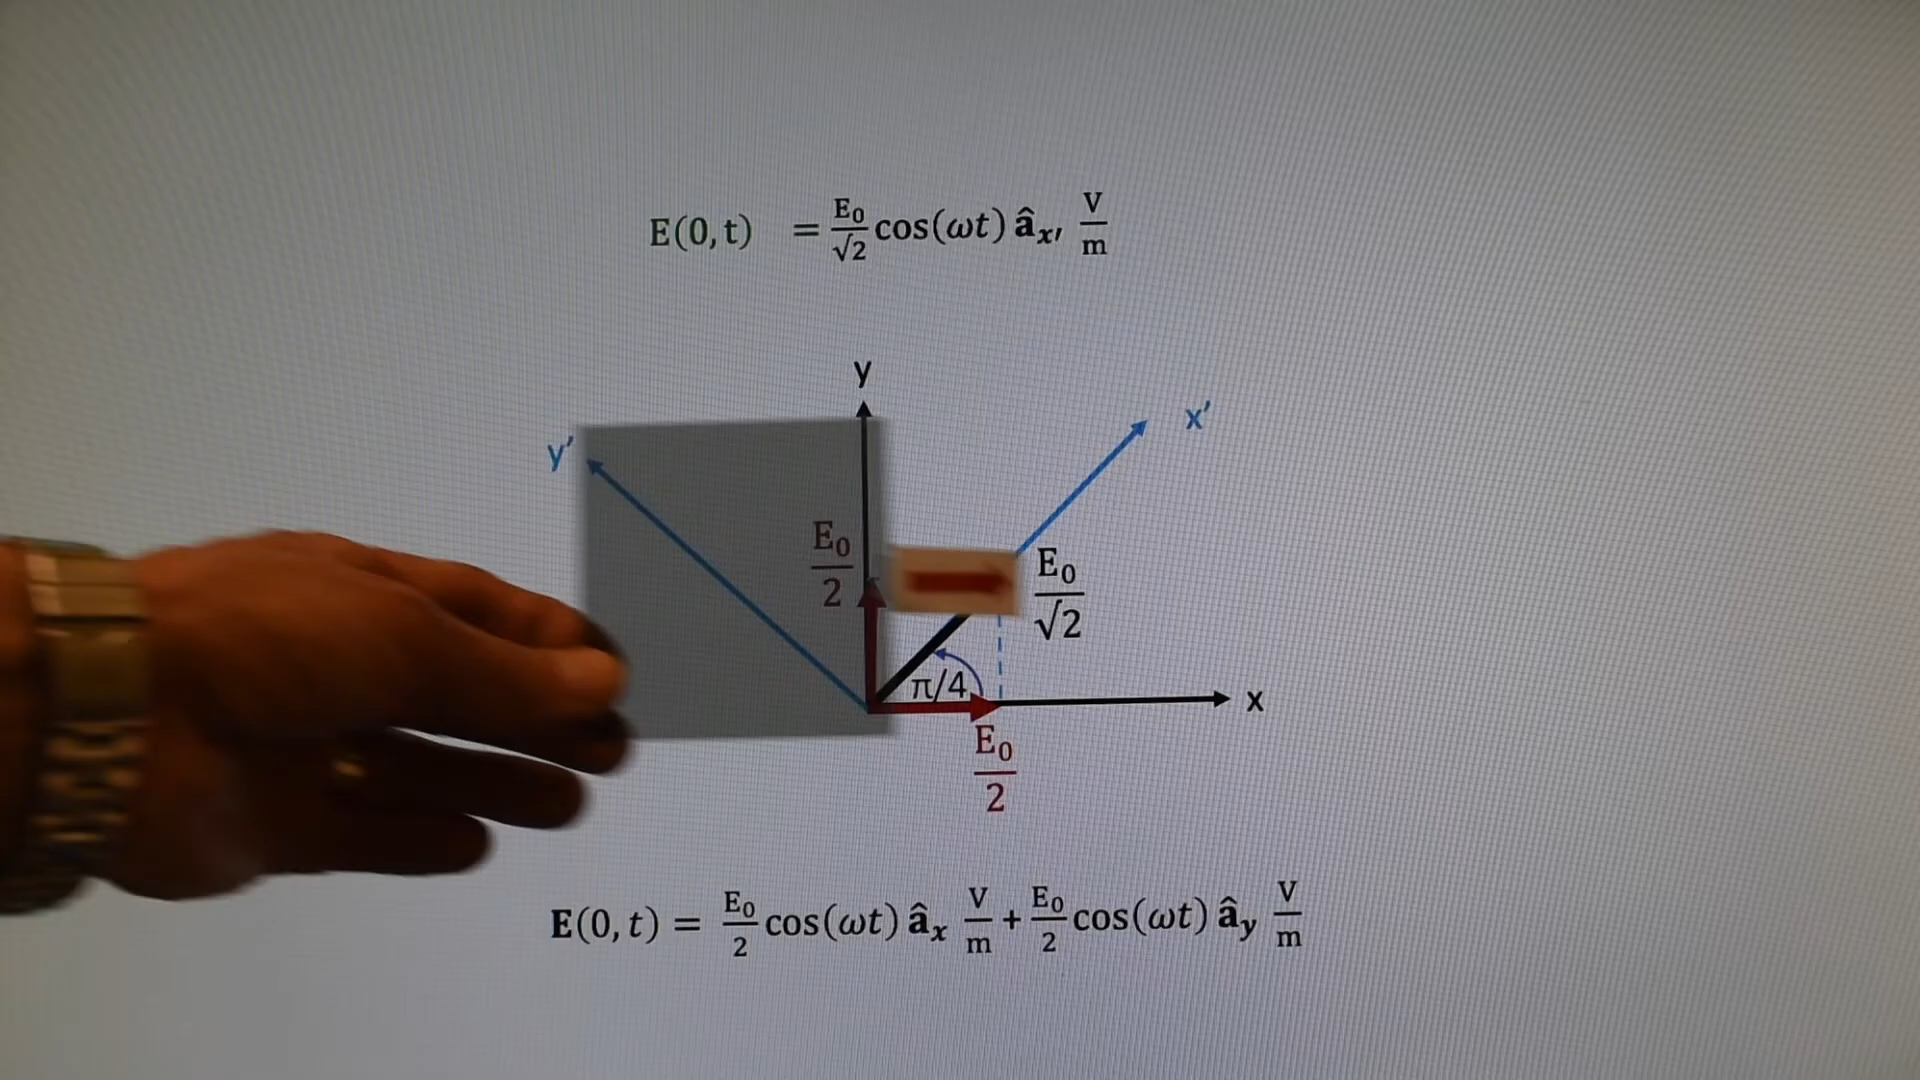 E(0, t) = E₀/√2 cos(ωt) â_x′, V/m
y
x′
y′
E₀/2
E₀/√2
π/4
x
E₀/2
E(0, t) = E₀/2 cos(ωt) â_x V/m + E₀/2 cos(ωt) â_y V/m